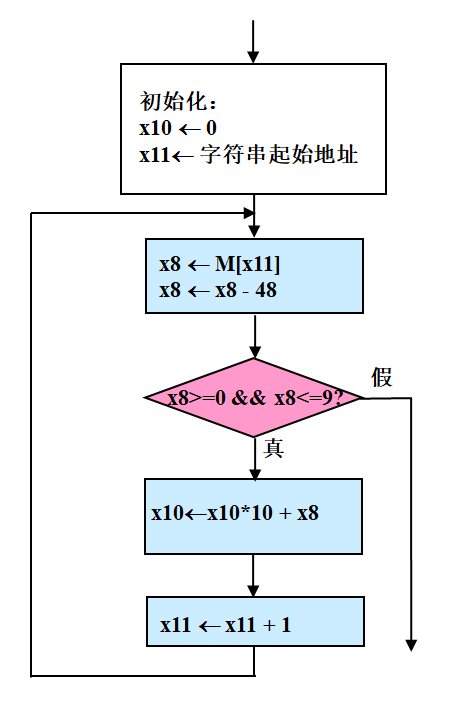 初始化：
x10 ← 0
x11← 字符串起始地址
x8 ← M[x11]
x8 ← x8 - 48
x8>=0 && x8<=9?
假
真
x10←x10*10 + x8
x11 ← x11 + 1